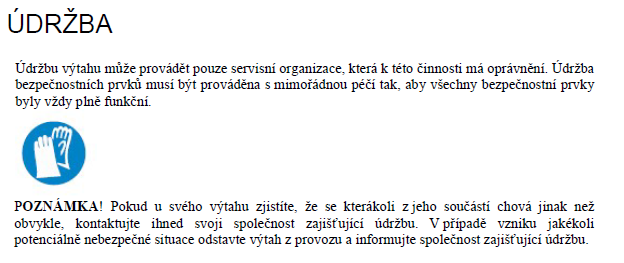 ÚDRŽBA
Údržbu výtahu může provádět pouze servisní organizace, která k této činnosti má oprávnění. Údržba
bezpečnostních prvků musí být prováděna s mimořádnou péčí tak, aby všechny bezpečnostní prvky
byly vždy plně funkční.
POZNÁMKA! Pokud u svého výtahu zjistíte, že se kterákoli z jeho součástí chová jinak než
obvykle, kontaktujte ihned svoji společnost zajišťující údržbu. V případě vzniku jakékoli
potenciálně nebezpečné situace odstavte výtah z provozu a informujte společnost zajišťující údržbu.